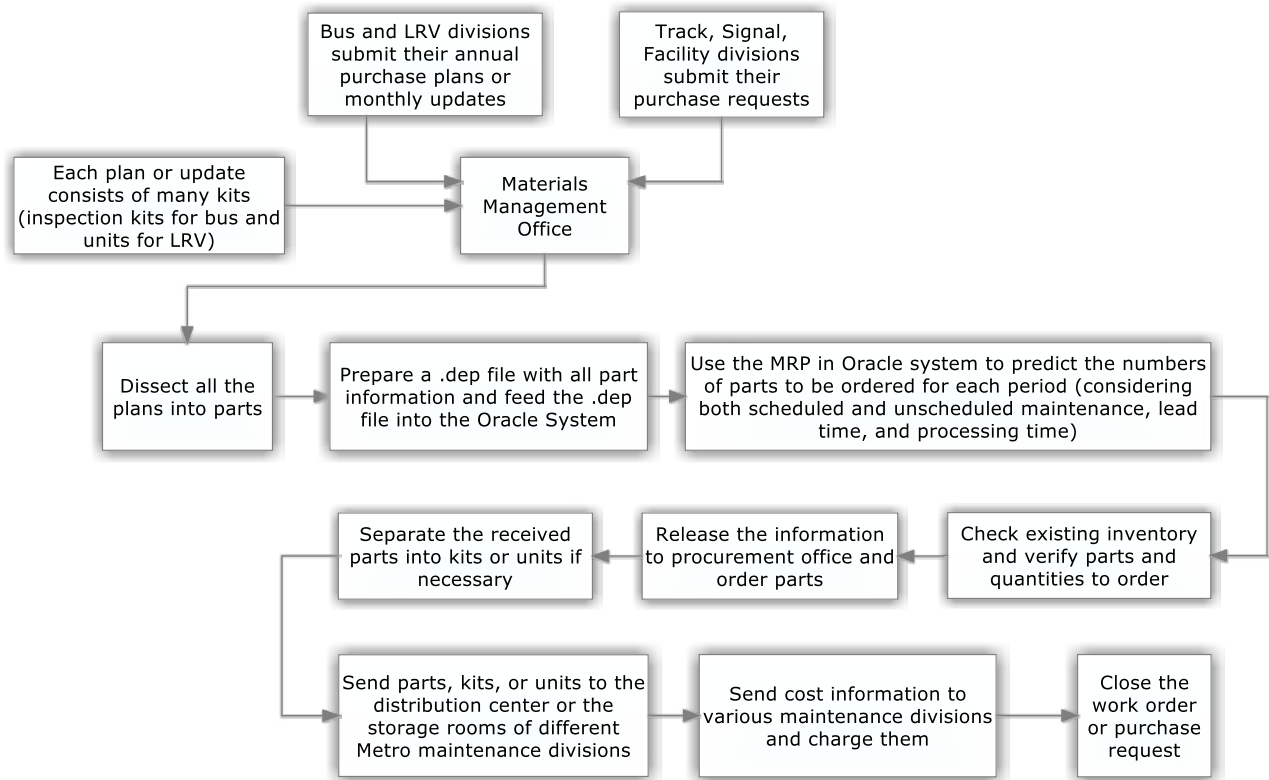 Bus and LRV divisions
submit their annual
purchase plans or
monthly updates
Track, Signal,
Facility divisions
submit their
purchase requests
Each plan or update
consists of many kits
(inspection kits for bus and
units for LRV)
Materials
Management
Office
Dissect all the
plans into parts
Prepare a .dep file with all part
information and feed the .dep
file into the Oracle System
Use the MRP in Oracle system to predict the numbers
of parts to be ordered for each period (considering
both scheduled and unscheduled maintenance, lead
time, and processing time)
Check existing inventory
and verify parts and
quantities to order
Release the information
to procurement office and
order parts
Separate the received
parts into kits or units if
necessary
Send parts, kits, or units to the
distribution center or the
storage rooms of different
Metro maintenance divisions
Send cost information to
various maintenance divisions
and charge them
Close the
work order
or purchase
request